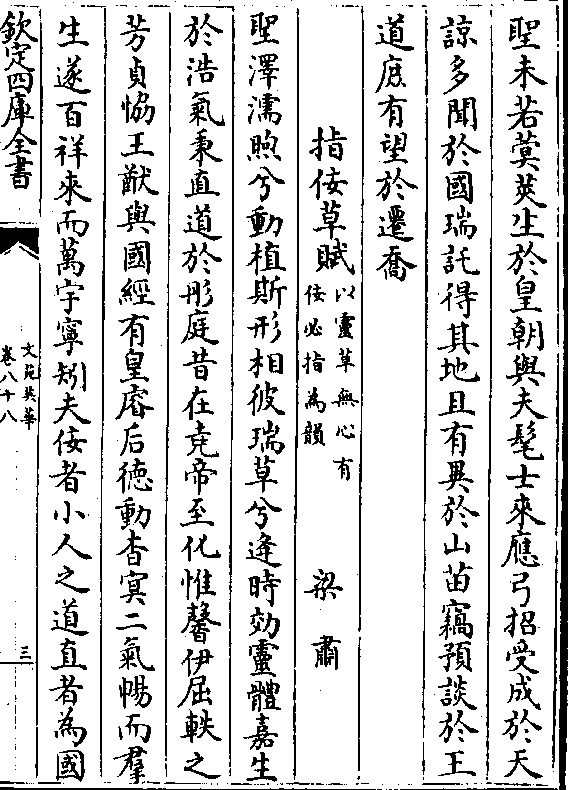 聖未若蓂莢生於皇朝與夫髦士來應弓招受成於天
諒多聞於國瑞託得其地且有異於山苗竊預談於王
道庶有望於遷喬
指佞草賦 以靈草無心有
佞必指為韻 梁肅
聖澤濡煦兮動植斯形相彼瑞草兮逢時効靈體嘉生
於浩氣秉直道於彤庭昔在堯帝至化惟馨伊屈軼之
芳貞恊王猷與國經有皇睿后徳動杳冥二氣暢而羣
生遂百祥來而萬宇寧矧夫佞者小人之道直者為國
欽定四庫全書
文苑英華
卷八十八
三